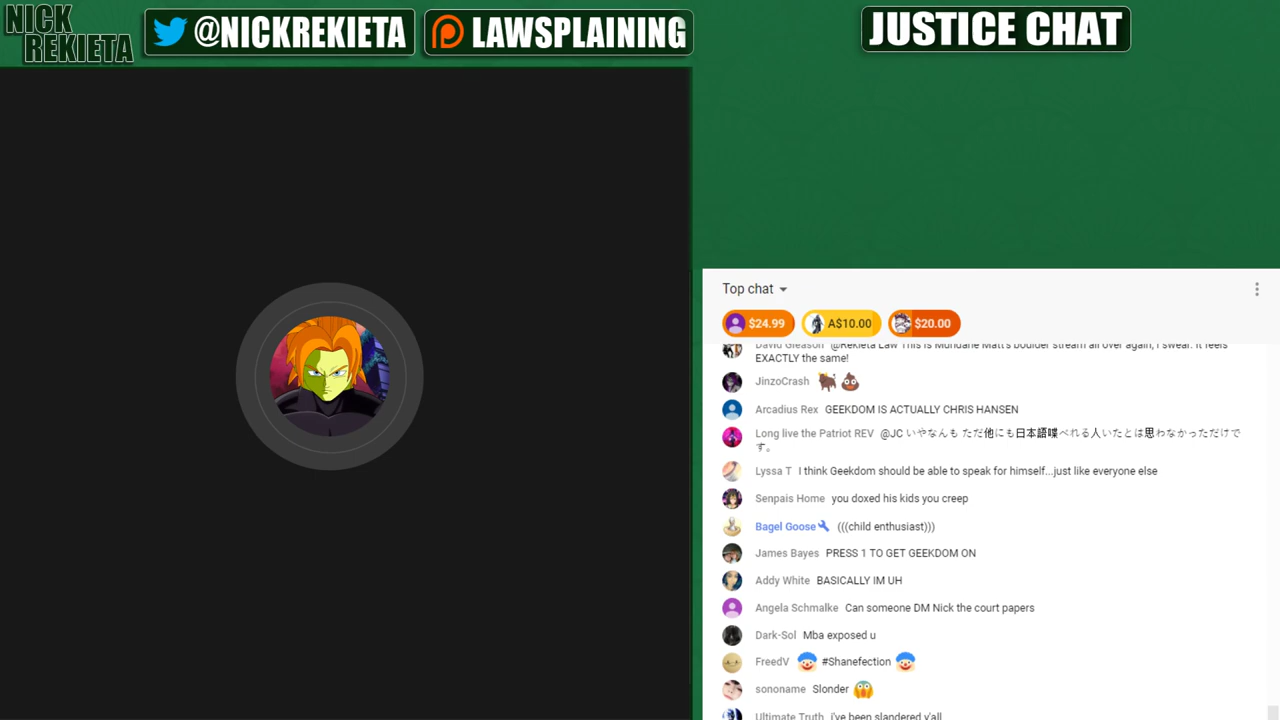 NICK
REKIETA
@NICKREKIETA
LAWSPLAINING
JUSTICE CHAT
Top chat
$24.99
A$10.00
$20.00
David Gleason @Rekieta Law This is Mundane Matt's boulder stream all over again, I swear. It feels
EXACTLY the same!
JinzoCrash
Arcadius Rex GEEKDOM IS ACTUALLY CHRIS HANSEN
Long live the Patriot REV @JC いやなんも ただ他にも日本語喋べれる人いたとは思わなかっただけで
す。
Lyssa T I think Geekdom should be able to speak for himself...just like everyone else
Senpais Home you doxed his kids you creep
Bagel Goose (((child enthusiast)))
James Bayes PRESS 1 TO GET GEEKDOM ON
Addy White BASICALLY IM UH
Angela Schmalke Can someone DM Nick the court papers
Dark-Sol Mba exposed u
FreedV 🤡 #Shanefection 🤡
sononame Slonder 😱
Ultimate Truth i've been slandered y'all